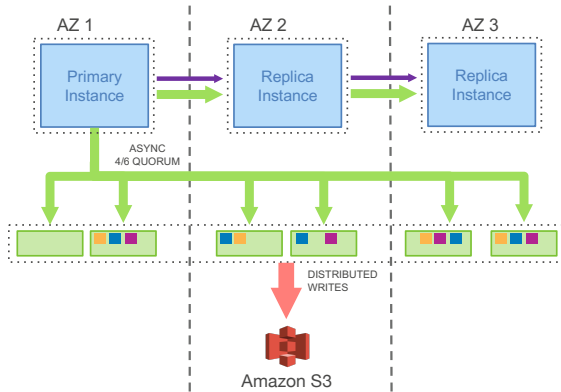 AZ 1
AZ 2
AZ 3
Primary
Instance
Replica
Instance
Replica
Instance
ASYNC
4/6 QUORUM
DISTRIBUTED
WRITES
Amazon S3